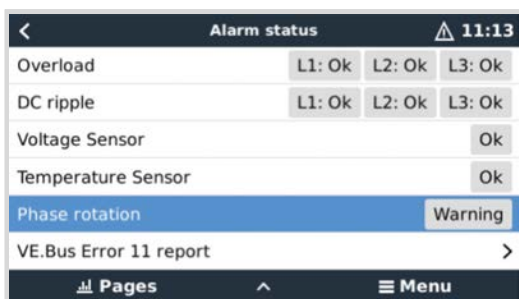 Alarm status 11:13
Overload L1: Ok L2: Ok L3: Ok
DC ripple L1: Ok L2: Ok L3: Ok
Voltage Sensor Ok
Temperature Sensor Ok
Phase rotation Warning
VE.Bus Error 11 report
Pages Menu